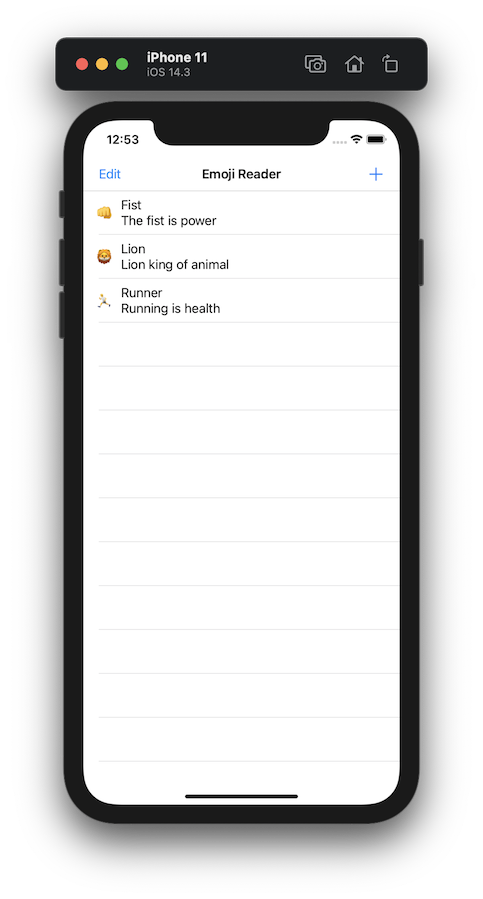 iPhone 11
iOS 14.3
12:53
Edit Emoji Reader +
Fist
The fist is power
Lion
Lion king of animal
Runner
Running is health